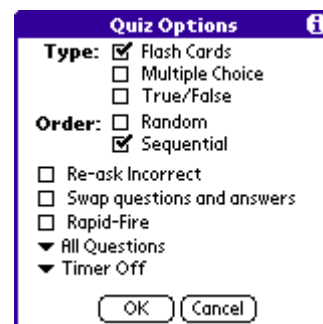 Quiz Options i
Type: Flash Cards
Multiple Choice
True/False
Order: Random
Sequential
Re-ask Incorrect
Swap questions and answers
Rapid-Fire
All Questions
Timer Off
OK Cancel